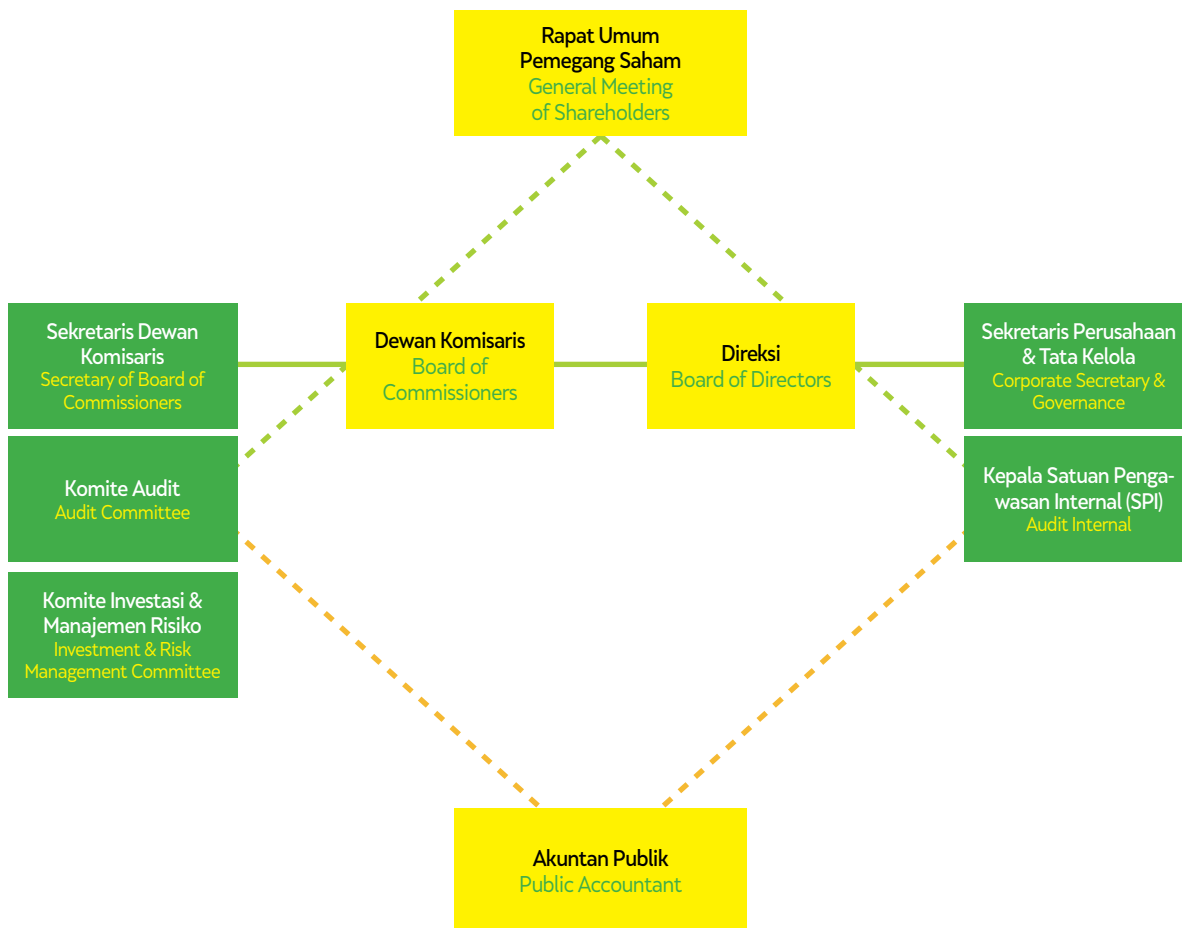 Rapat Umum
Pemegang Saham
General Meeting
of Shareholders
Sekretaris Dewan
Komisaris
Secretary of Board of
Commissioners
Dewan Komisaris
Board of
Commissioners
Direksi
Board of Directors
Sekretaris Perusahaan
& Tata Kelola
Corporate Secretary &
Governance
Komite Audit
Audit Committee
Kepala Satuan Penga-
wasan Internal (SPI)
Audit Internal
Komite Investasi &
Manajemen Risiko
Investment & Risk
Management Committee
Akuntan Publik
Public Accountant